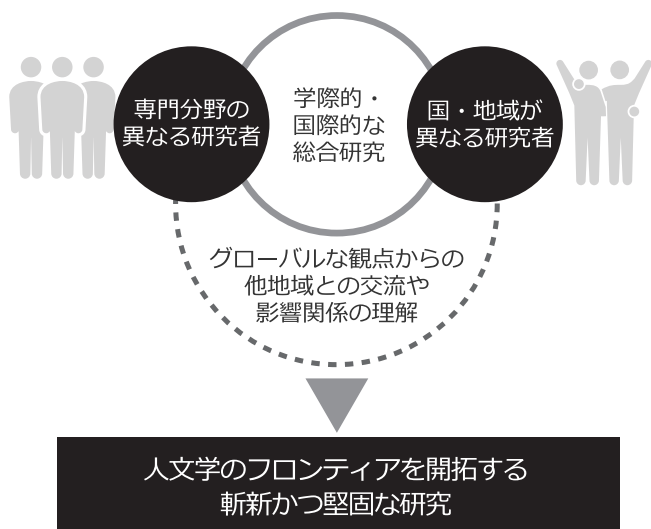 専門分野の
異なる研究者
学際的・
国際的な
総合研究
国・地域が
異なる研究者
グローバルな観点からの
他地域との交流や
影響関係の理解
人文学のフロンティアを開拓する
斬新かつ堅固な研究